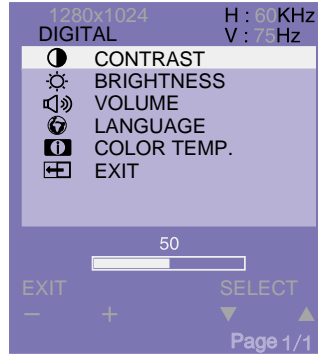 1280x1024 H : 60KHz
DIGITAL V : 75Hz
CONTRAST
BRIGHTNESS
VOLUME
LANGUAGE
COLOR TEMP.
EXIT
50
EXIT SELECT
− +
Page 1/1